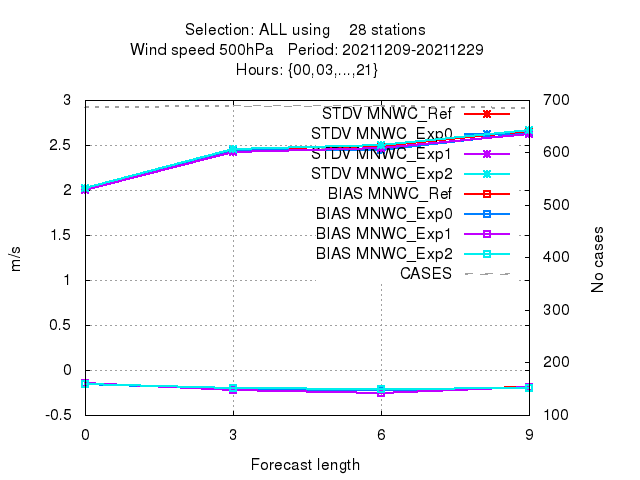 Selection: ALL using 28 stations
Wind speed 500hPa Period: 20211209-20211229
Hours: {00,03,...,21}
3
2.5
2
1.5
1
0.5
0
-0.5
m/s
STDV MNWC_Ref
STDV MNWC_Exp0
STDV MNWC_Exp1
STDV MNWC_Exp2
BIAS MNWC_Ref
BIAS MNWC_Exp0
BIAS MNWC_Exp1
BIAS MNWC_Exp2
CASES
700
600
500
400
300
200
100
No cases
0 3 6 9
Forecast length